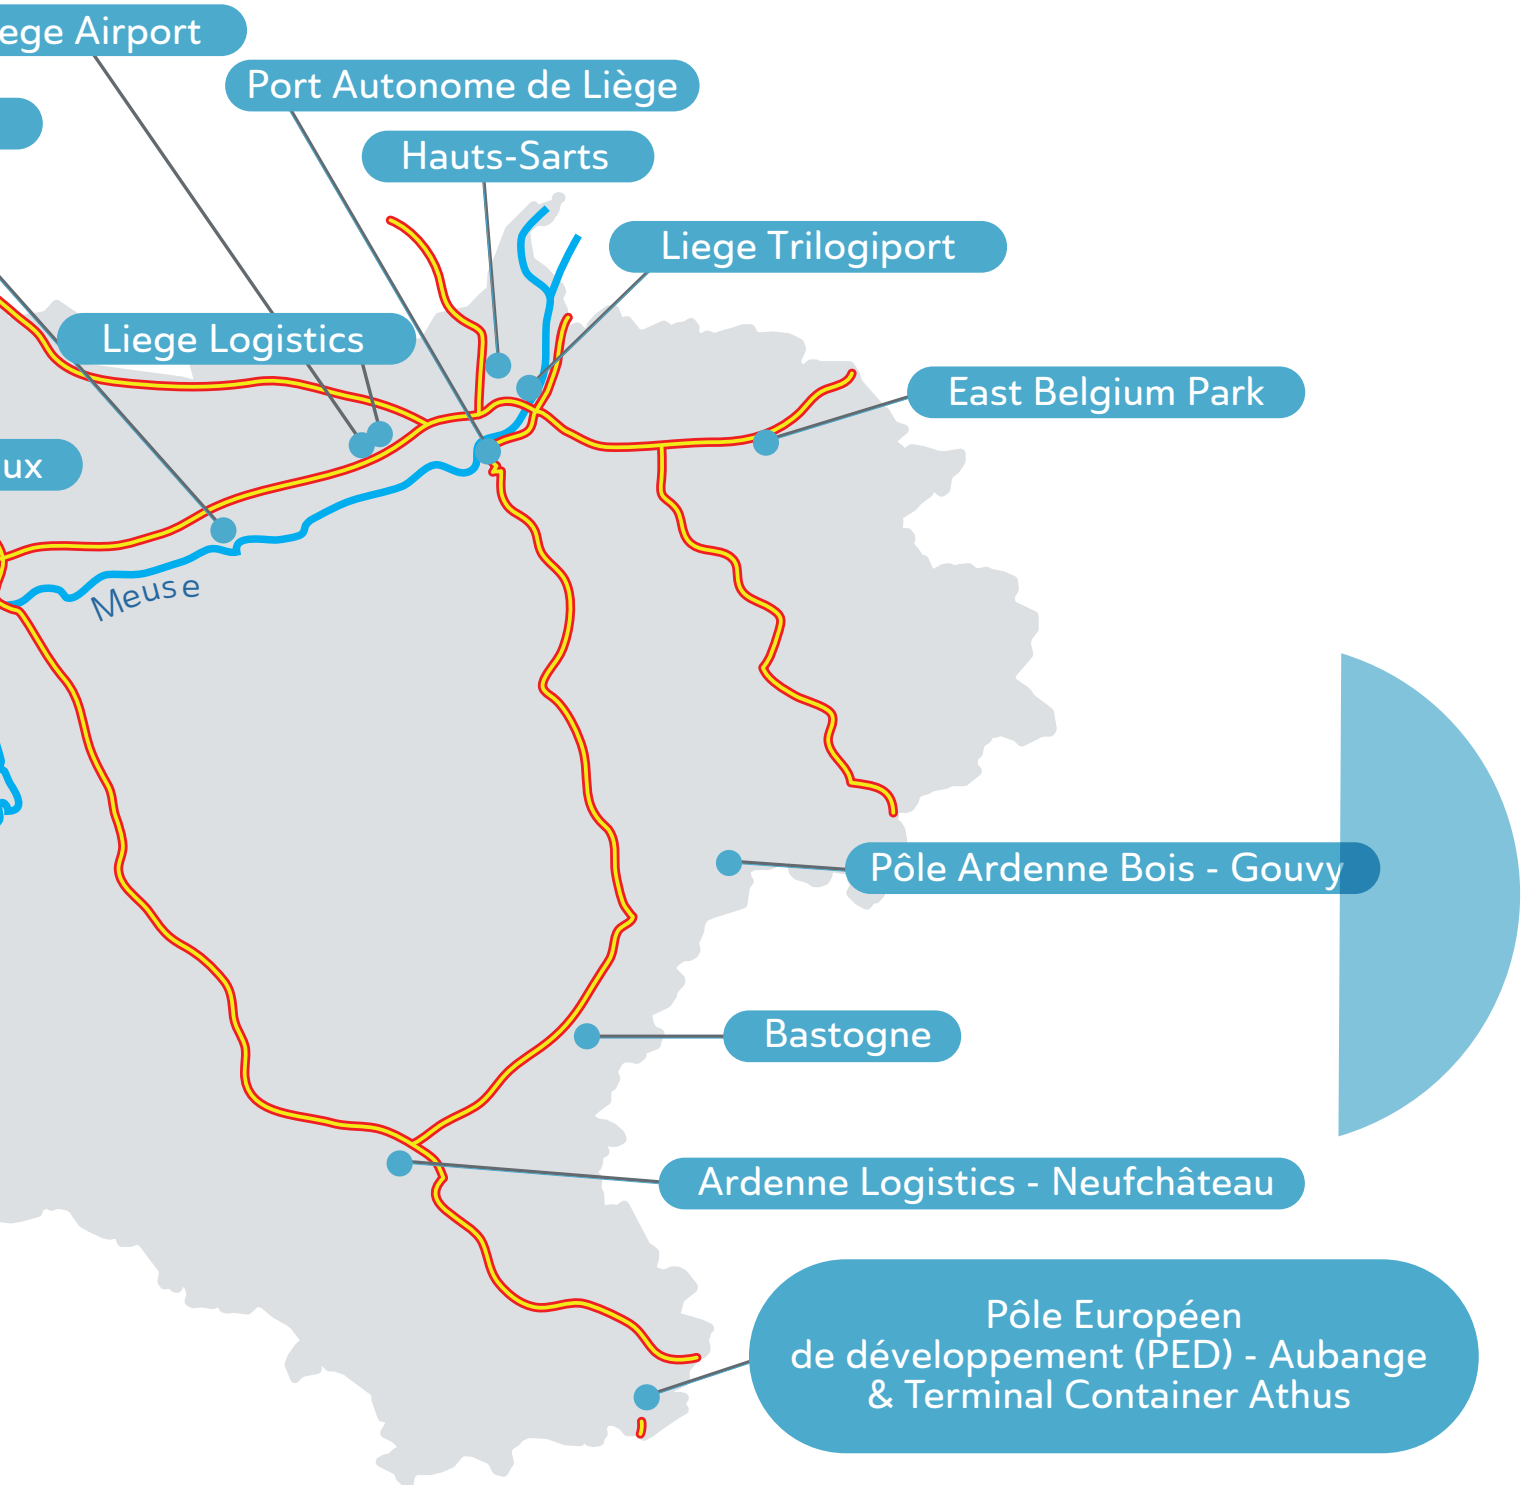 ege Airport
Port Autonome de Liège
Hauts-Sarts
Liege Trilogiport
Liege Logistics
East Belgium Park
ux
Meuse
Pôle Ardenne Bois - Gouvy
Bastogne
Ardenne Logistics - Neufchâteau
Pôle Européen
de développement (PED) - Aubange
& Terminal Container Athus